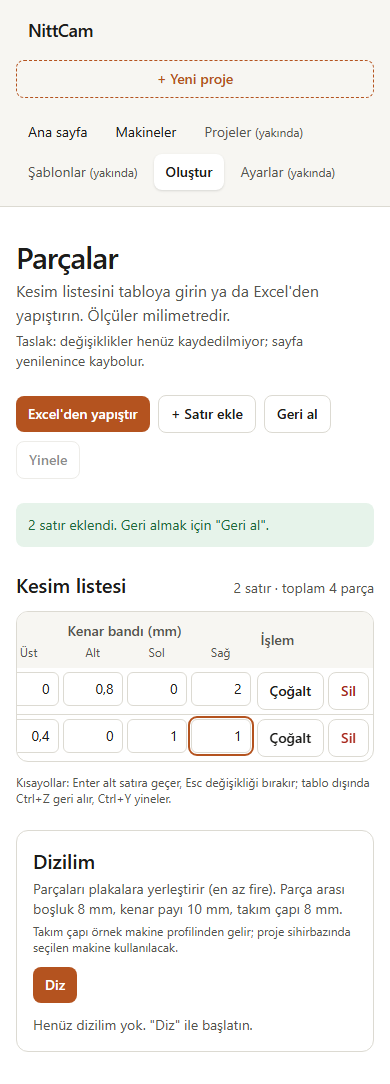 NittCam
+ Yeni proje
Ana sayfa Makineler Projeler (yakında)
Şablonlar (yakında) Oluştur Ayarlar (yakında)
Parçalar
Kesim listesini tabloya girin ya da Excel'den
yapıştırın. Ölçüler milimetredir.
Taslak: değişiklikler henüz kaydedilmiyor; sayfa
yenilenince kaybolur.
Excel'den yapıştır + Satır ekle Geri al
Yinele
2 satır eklendi. Geri almak için "Geri al".
Kesim listesi 2 satır · toplam 4 parça
Kenar bandı (mm) İşlem
Üst Alt Sol Sağ
0 0,8 0 2 Çoğalt Sil
0,4 0 1 1 Çoğalt Sil
Kısayollar: Enter alt satıra geçer, Esc değişikliği bırakır; tablo dışında
Ctrl+Z geri alır, Ctrl+Y yineler.
Dizilim
Parçaları plakalara yerleştirir (en az fire). Parça arası
boşluk 8 mm, kenar payı 10 mm, takım çapı 8 mm.
Takım çapı örnek makine profilinden gelir; proje sihirbazında
seçilen makine kullanılacak.
Diz
Henüz dizilim yok. "Diz" ile başlatın.